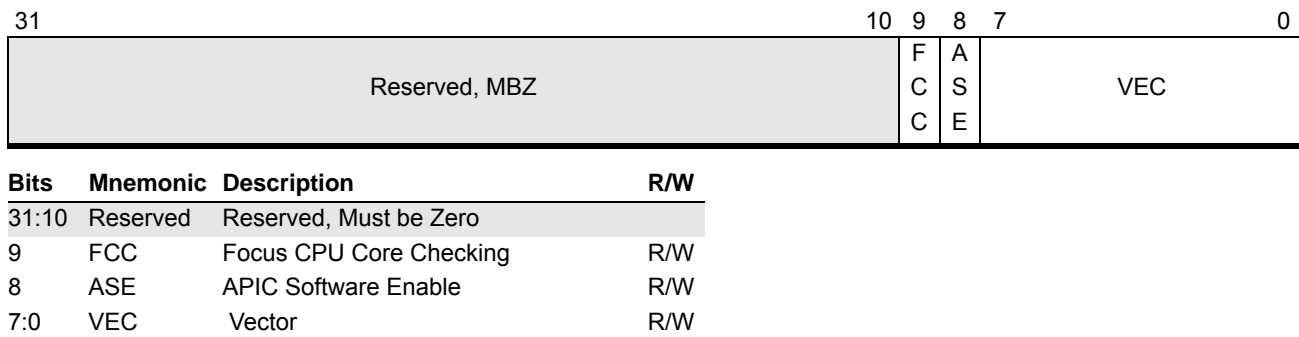 31 10 9 8 7 0
Reserved, MBZ
F
C
C
A
S
E
VEC
Bits Mnemonic Description R/W
31:10 Reserved Reserved, Must be Zero
9 FCC Focus CPU Core Checking R/W
8 ASE APIC Software Enable R/W
7:0 VEC Vector R/W